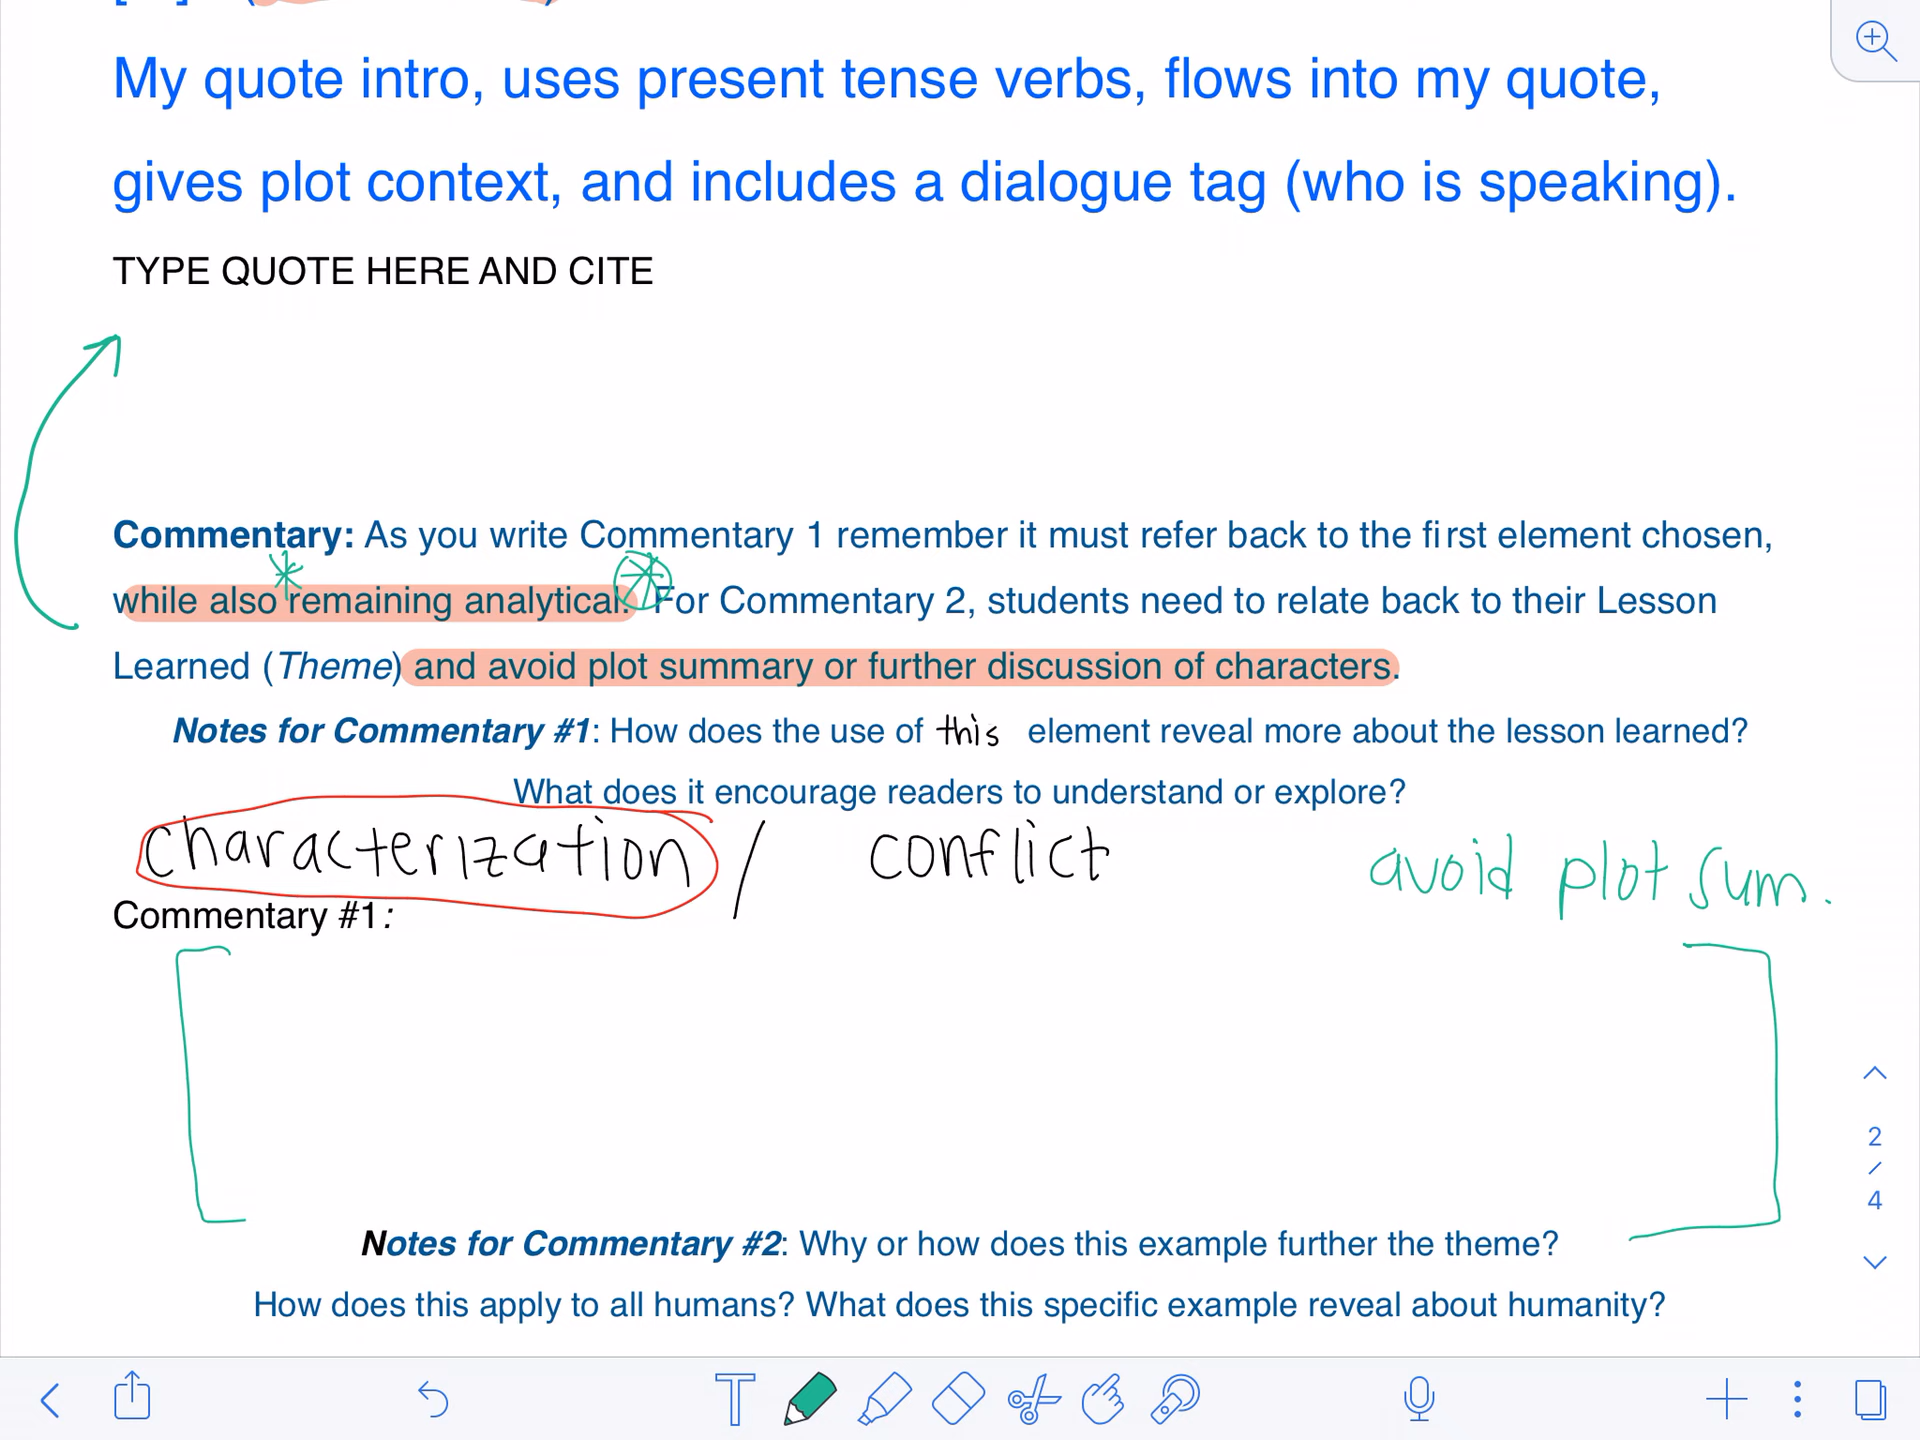 My quote intro, uses present tense verbs, flows into my quote,
gives plot context, and includes a dialogue tag (who is speaking).
TYPE QUOTE HERE AND CITE
Commentary: As you write Commentary 1 remember it must refer back to the first element chosen,
while also remaining analytical. For Commentary 2, students need to relate back to their Lesson
Learned (Theme) and avoid plot summary or further discussion of characters.
Notes for Commentary #1: How does the use of this element reveal more about the lesson learned?
What does it encourage readers to understand or explore?
characterization / conflict avoid plot sum.
Commentary #1:
Notes for Commentary #2: Why or how does this example further the theme?
How does this apply to all humans? What does this specific example reveal about humanity?
2
/
4